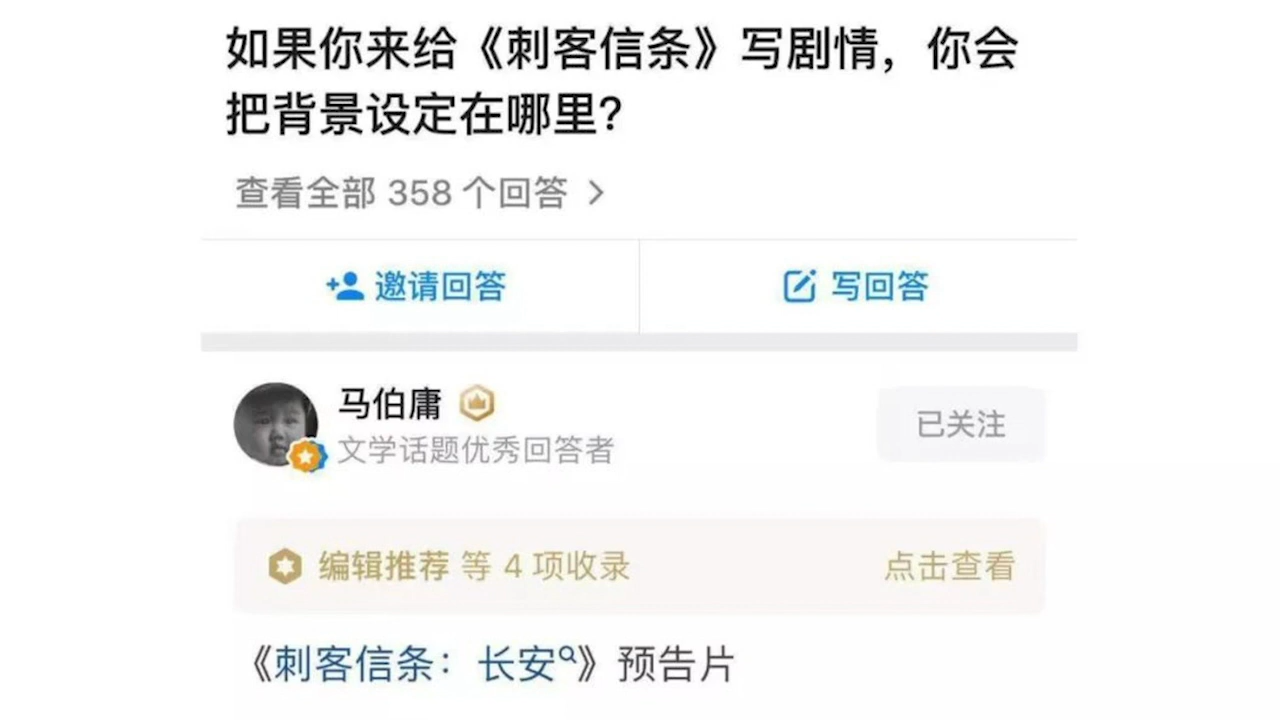 如果你来给《刺客信条》写剧情，你会
把背景设定在哪里？
查看全部 358 个回答 >
邀请回答
写回答
马伯庸
文学话题优秀回答者
已关注
编辑推荐 等 4 项收录
点击查看
《刺客信条：长安》预告片